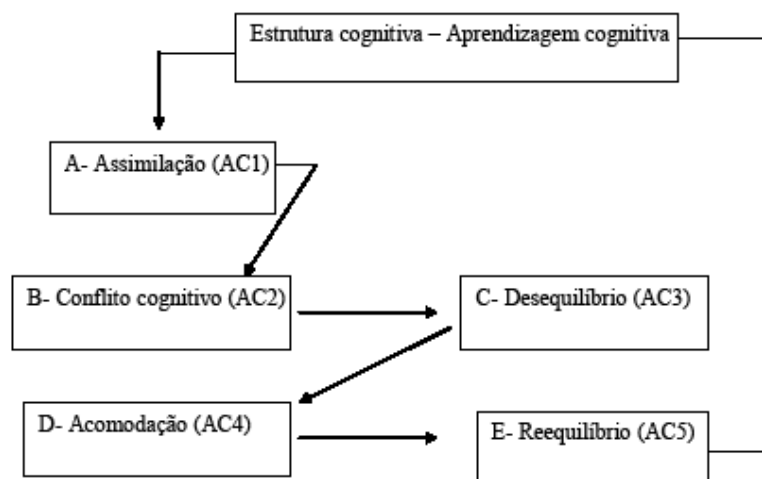 Estrutura cognitiva – Aprendizagem cognitiva
A- Assimilação (AC1)
B- Conflito cognitivo (AC2)
C- Desequilíbrio (AC3)
D- Acomodação (AC4)
E- Reequilíbrio (AC5)